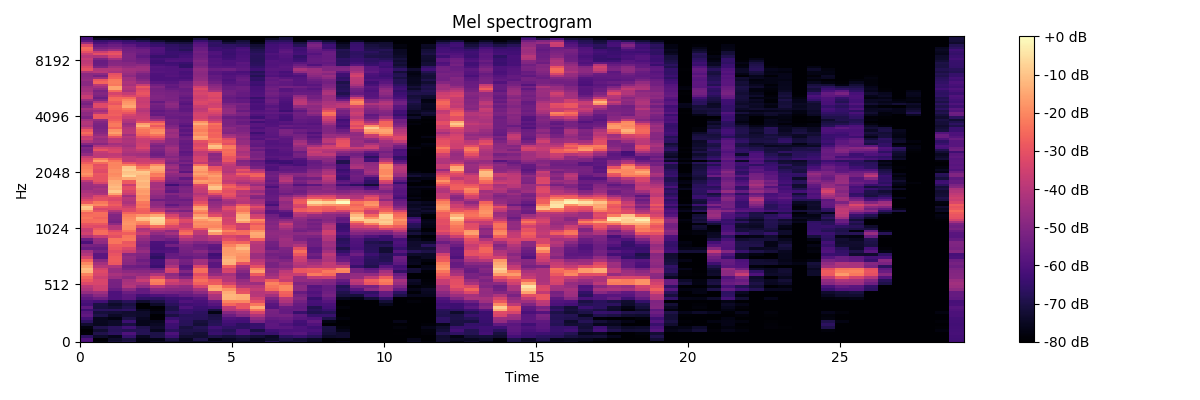 Mel spectrogram
+0 dB
8192
-10 dB
-20 dB
4096
-30 dB
Hz
2048
-40 dB
-50 dB
1024
-60 dB
512
-70 dB
0
-80 dB
0 5 10 15 20 25
Time